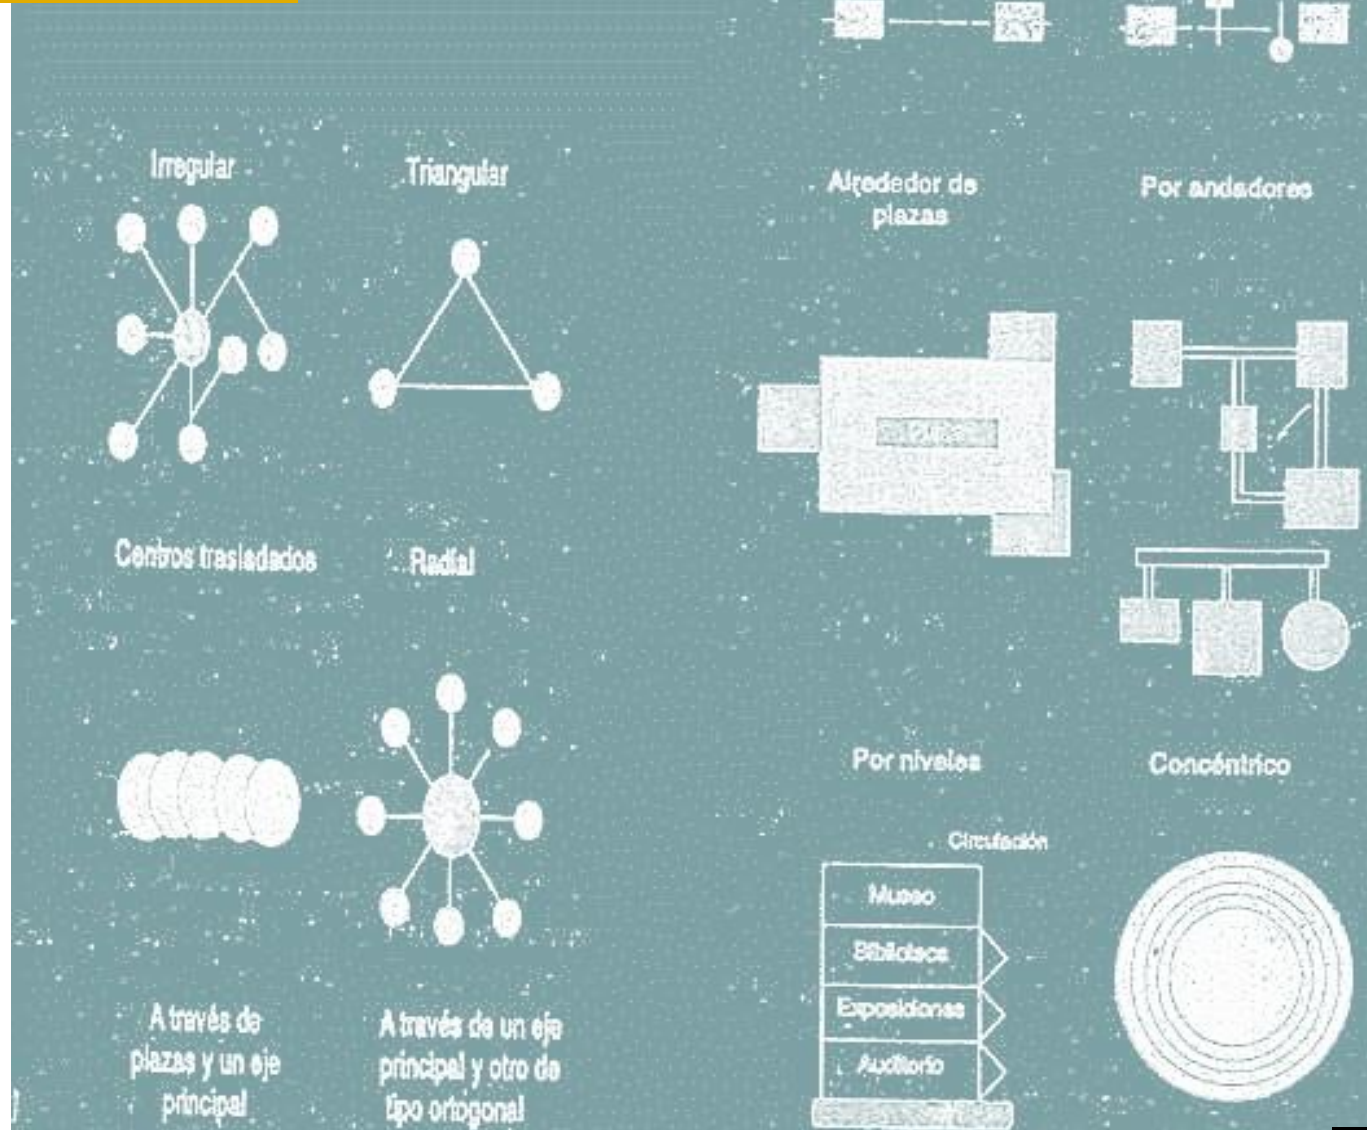 Irregular
Triangular
Alrededor de
plazas
Por andadores
Centros trasladados
Radial
Por niveles
Concéntrico
Circulación
Museo
Biblioteca
Exposiciones
Auditorio
A través de
plazas y un eje
principal
A través de un eje
principal y otro de
tipo ortogonal